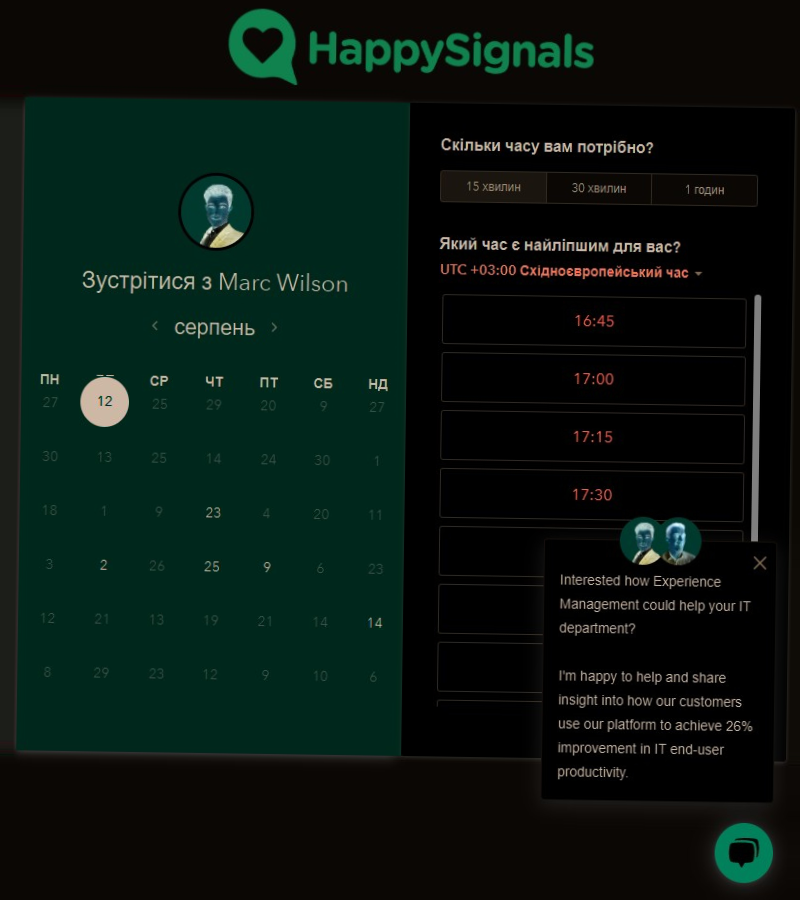 HappySignals
Зустрітися з Marc Wilson
серпень
ПН СР ЧТ ПТ СБ НД
27 12 25 29 20 9 27
30 13 25 14 24 30 1
18 1 9 23 4 20 11
3 2 26 25 9 6 23
12 21 13 19 21 14 14
8 29 23 12 9 10 6
Скільки часу вам потрібно?
15 хвилин 30 хвилин 1 годин
Який час є найліпшим для вас?
UTC +03:00 Східноєвропейський час
16:45
17:00
17:15
17:30
Interested how Experience
Management could help your IT
department?
I'm happy to help and share
insight into how our customers
use our platform to achieve 26%
improvement in IT end-user
productivity.